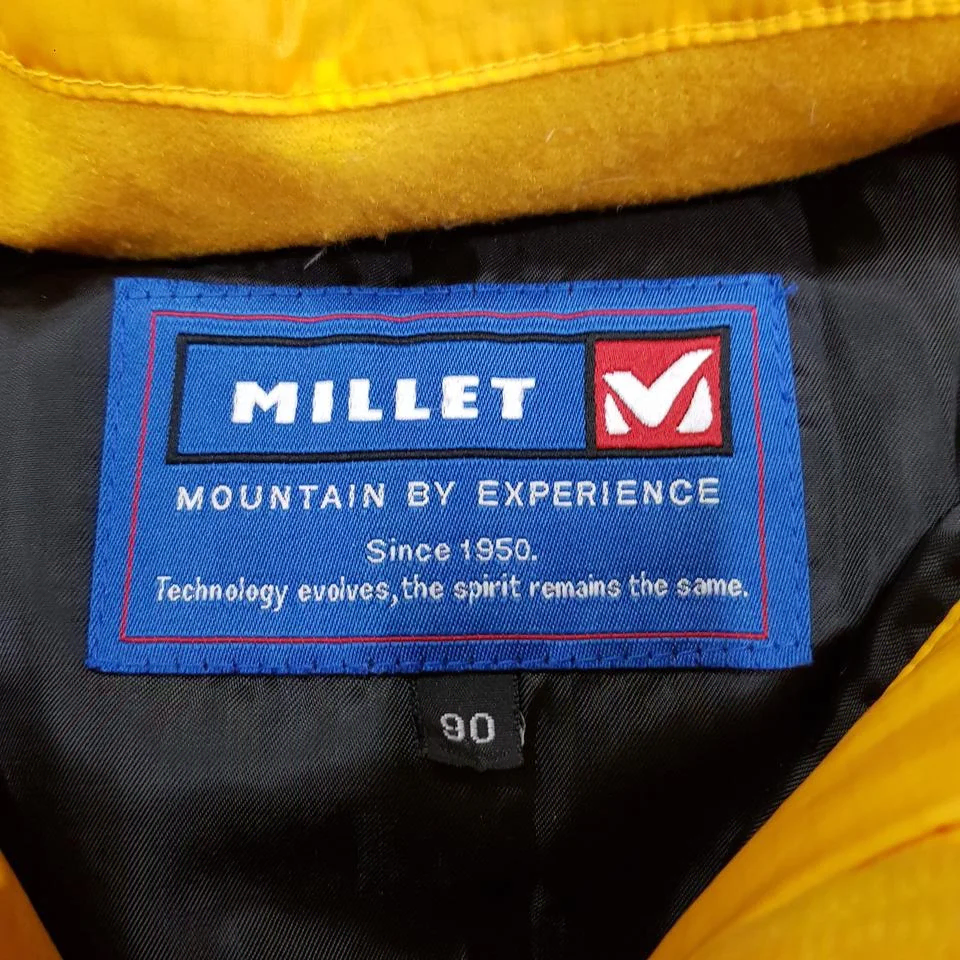 MILLET
MOUNTAIN BY EXPERIENCE
Since 1950.
Technology evolves,the spirit remains the same.
90